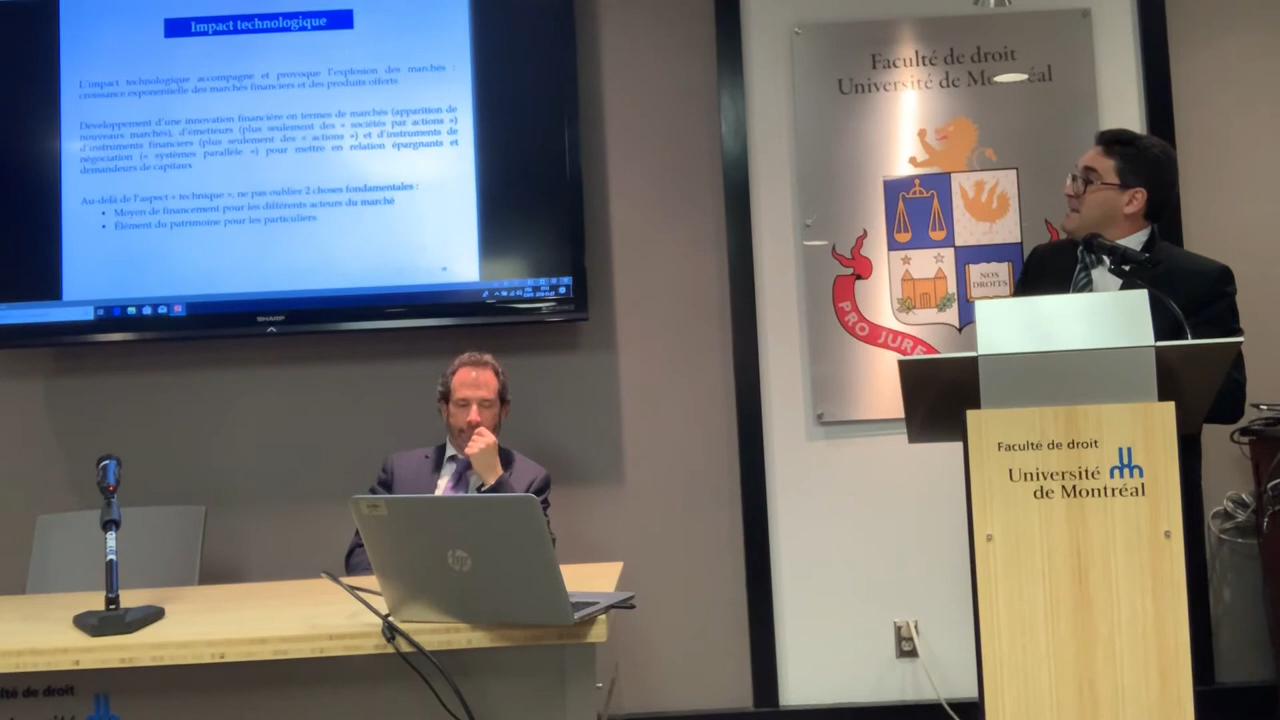 Impact technologique
L'impact technologique accompagne et provoque l'explosion des marchés :
croissance exponentielle des marchés financiers et des produits offerts
Développement d'une innovation financière en termes de marchés (apparition de
nouveaux marchés), d'émetteurs (plus seulement des « sociétés par actions »)
d'instruments financiers (plus seulement des « actions ») et d'instruments de
négociation (« systèmes parallèle ») pour mettre en relation épargnants et
demandeurs de capitaux
Au-delà de l'aspect « technique », ne pas oublier 2 choses fondamentales :
• Moyen de financement pour les différents acteurs du marché
• Élément du patrimoine pour les particuliers
SHARP
Faculté de droit
Université de Montréal
NOS
DROITS
PRO JURE
hp
Faculté de droit
Université
de Montréal
lté de droit